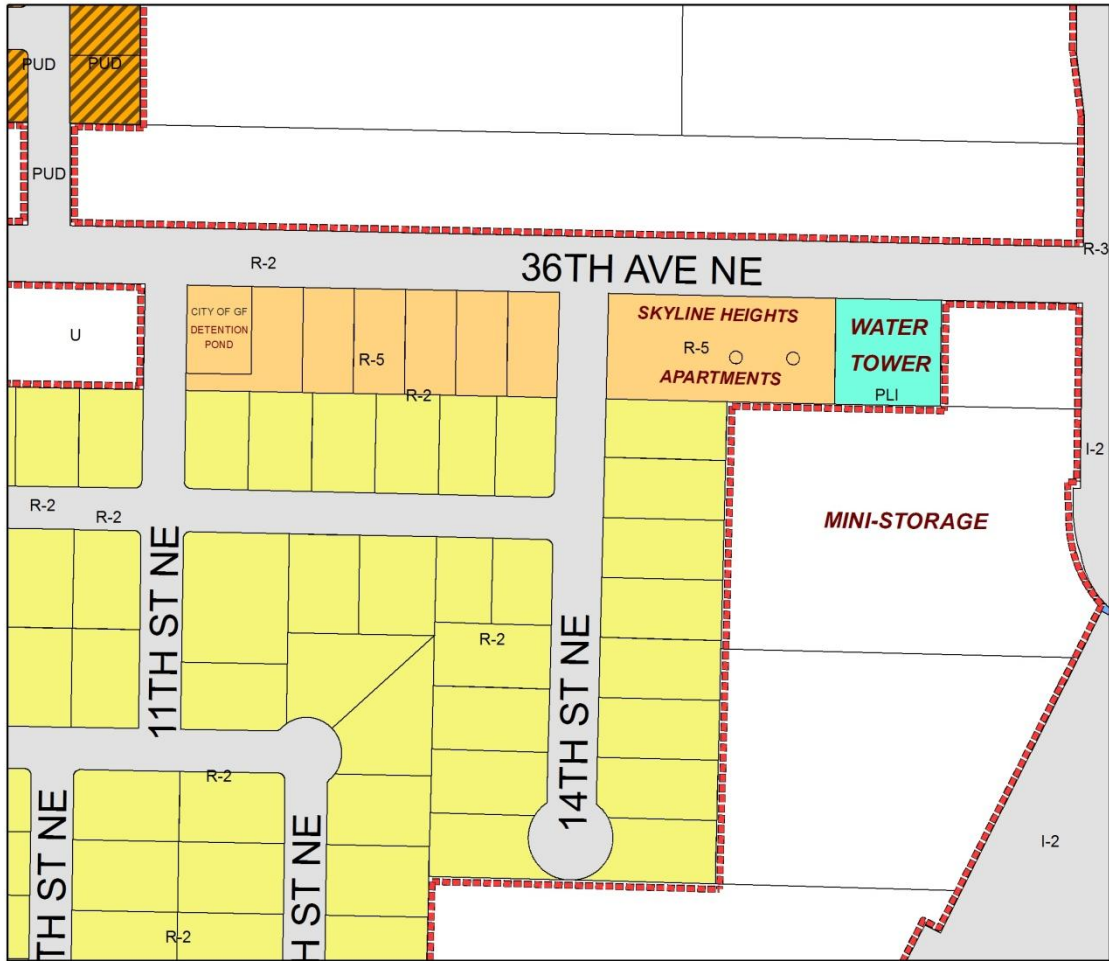 PUD
PUD
PUD
R-3
R-2
36TH AVE NE
CITY OF GF
DETENTION
POND
SKYLINE HEIGHTS
R-5
APARTMENTS
WATER
TOWER
PLI
U
R-5
R-2
I-2
R-2
R-2
MINI-STORAGE
11TH ST NE
R-2
14TH ST NE
R-2
I-2
TH ST NE
H ST NE
R-2